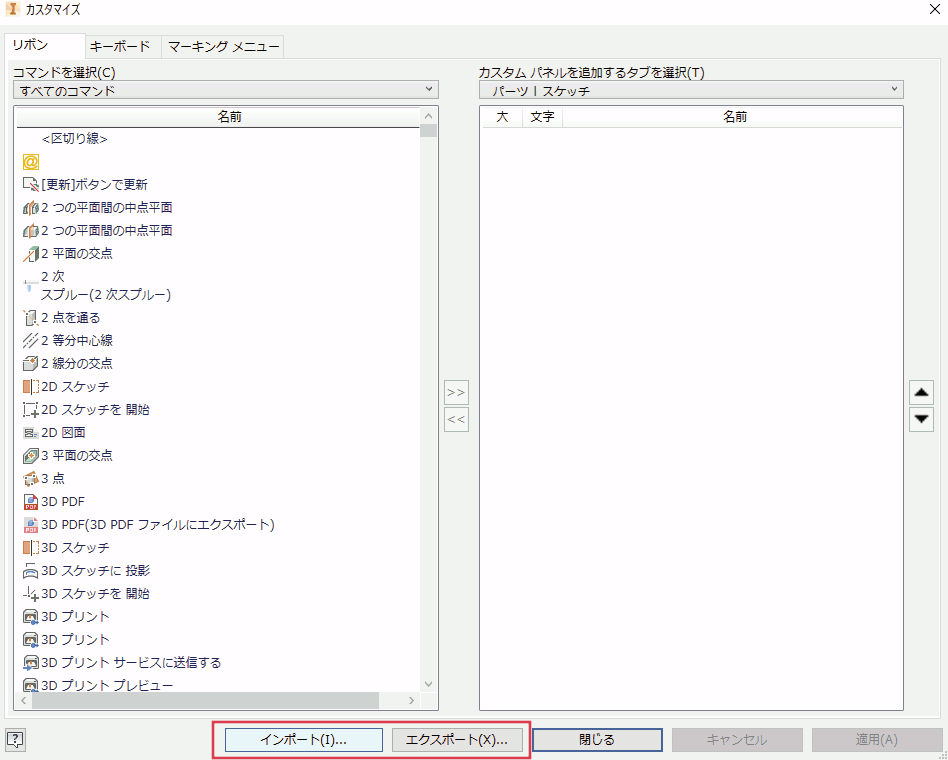 カスタマイズ
リボン
キーボード
マーキング メニュー
コマンドを選択(C)
すべてのコマンド
名前
<区切り線>
[更新]ボタンで更新
2 つの平面間の中点平面
2 つの平面間の中点平面
2 平面の交点
2 次
スプルー(2 次スプルー)
2 点を通る
2 等分中心線
2 線分の交点
2D スケッチ
2D スケッチを 開始
2D 図面
3 平面の交点
3 点
3D PDF
3D PDF(3D PDF ファイルにエクスポート)
3D スケッチ
3D スケッチに 投影
3D スケッチを 開始
3D プリント
3D プリント
3D プリント サービスに送信する
3D プリント プレビュー
>>
<<
カスタム パネルを追加するタブを選択(T)
パーツ | スケッチ
大 文字 名前
インポート(I)...
エクスポート(X)...
閉じる
キャンセル
適用(A)